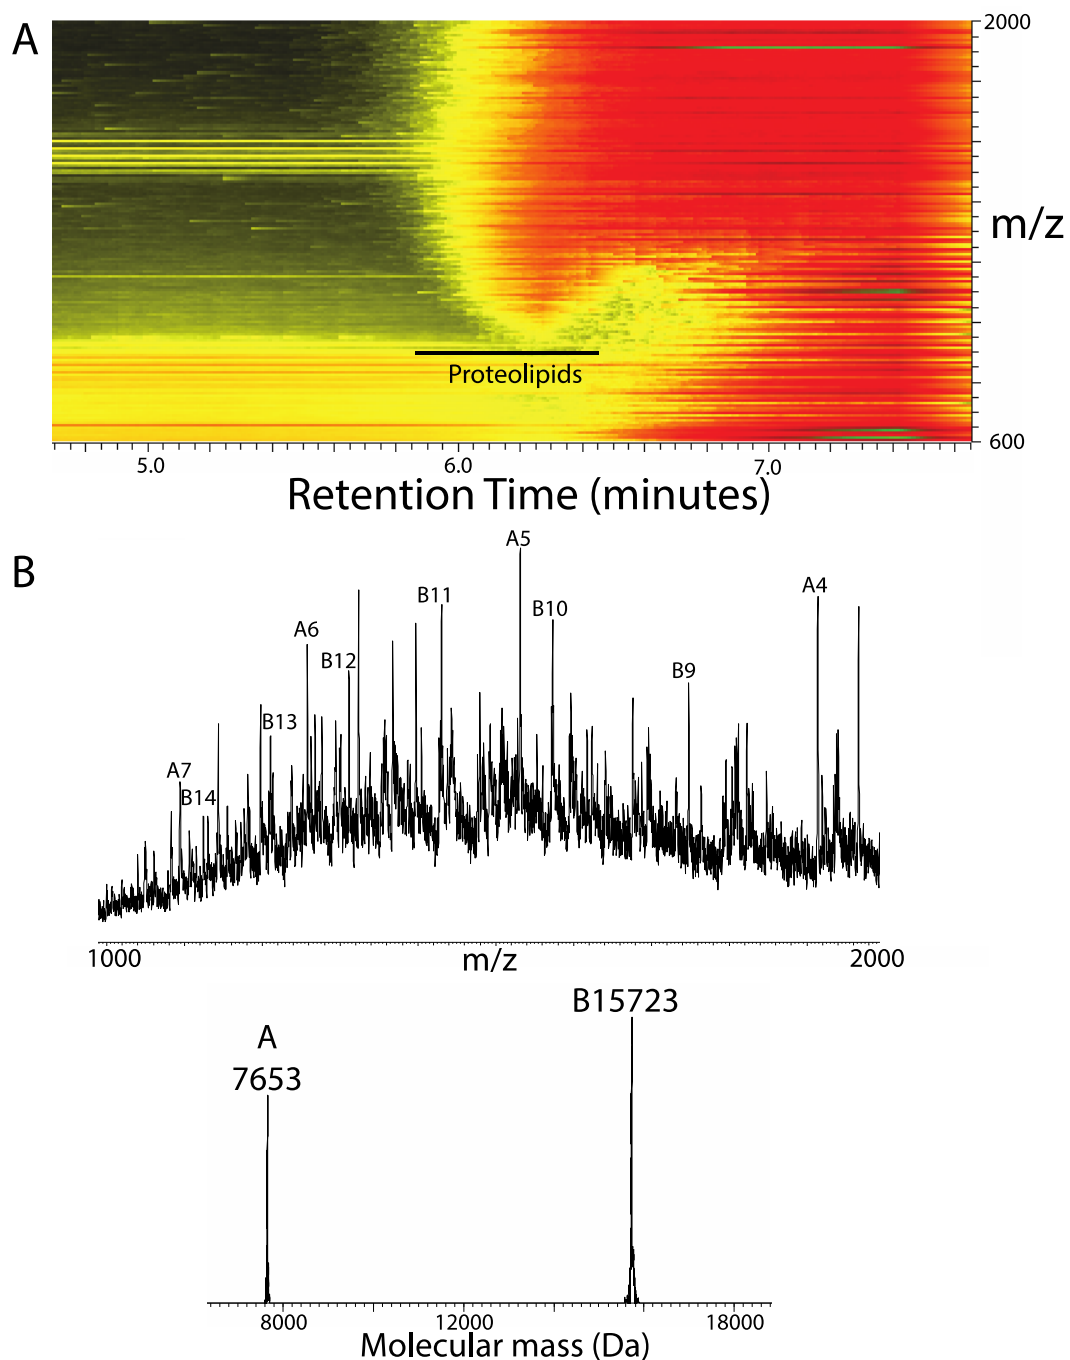 A
2000
m/z
Proteolipids
600
5.0 6.0 7.0
Retention Time (minutes)
B
A5
A4
B11
B10
A6
B12
B9
B13
A7
B14
1000 m/z 2000
B15723
A
7653
8000 12000 18000
Molecular mass (Da)